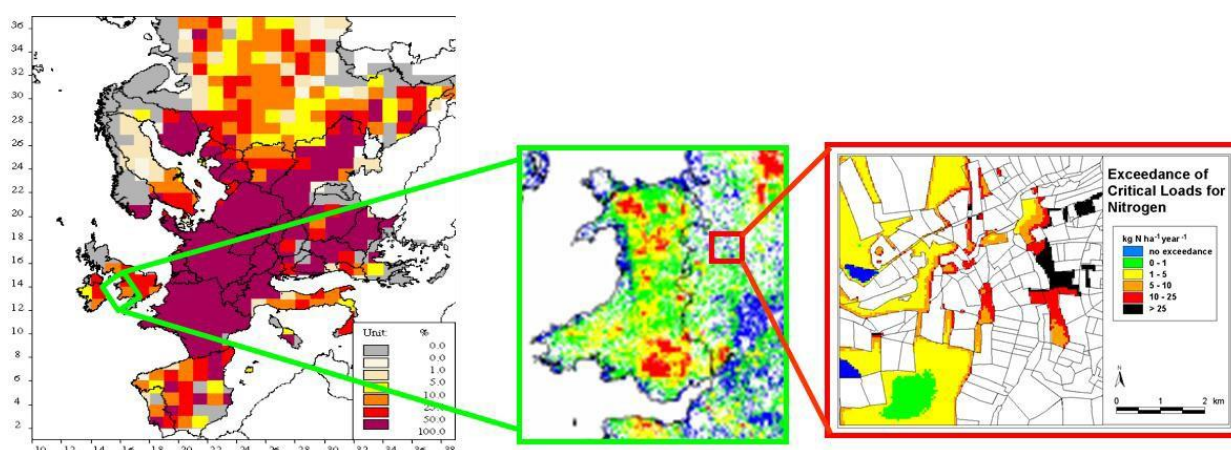 36
34
32
30
28
26
24
22
20
18
16
14
12
10
8
6
4
2
10 12 14 16 18 20 22 24 26 28 30 32 34 36 38
Unit: %
0.0
0.0
1.0
5.0
10.0
50.0
100.0
Exceedance of
Critical Loads for
Nitrogen
kg N ha⁻¹ year⁻¹
no exceedance
0 - 1
1 - 5
5 - 10
10 - 25
> 25
N
0 1 2
km